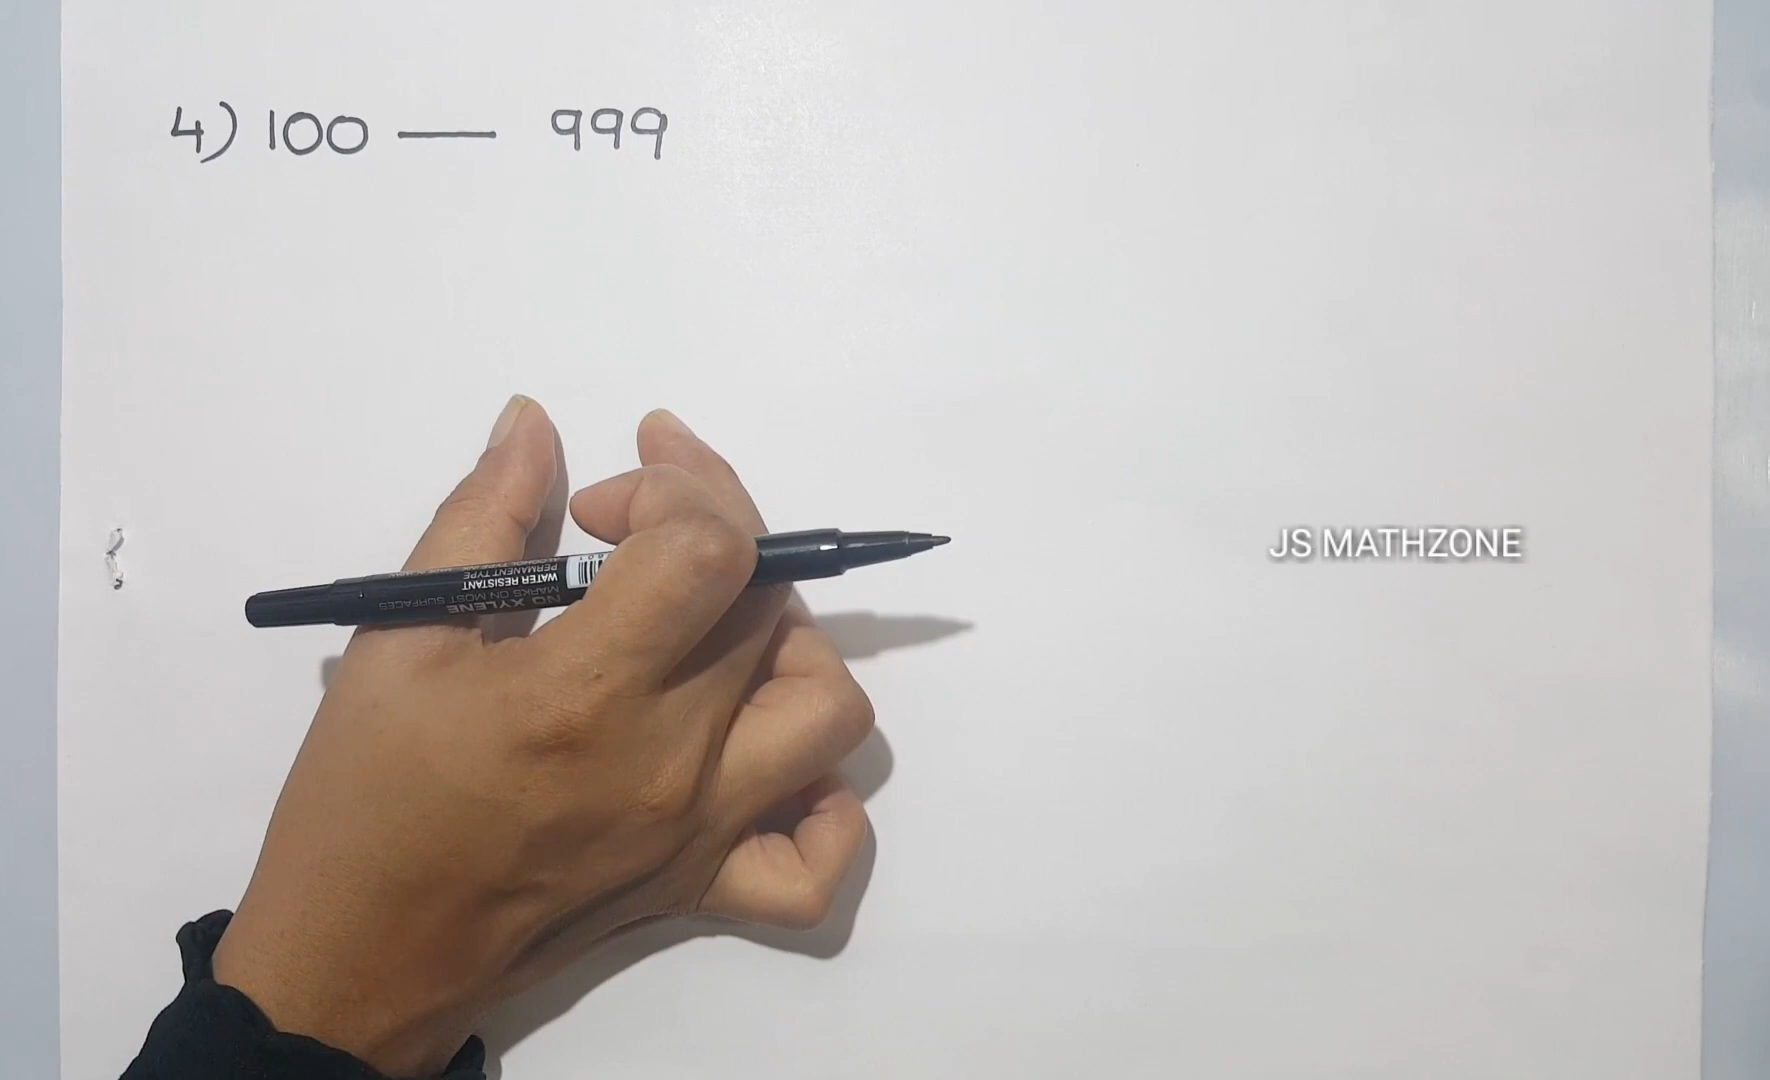 4) 100 — 999
JS MATHZONE
NO XYLENE
MARKS ON MOST SURFACES
WATER RESISTANT
PERMANENT TYPE